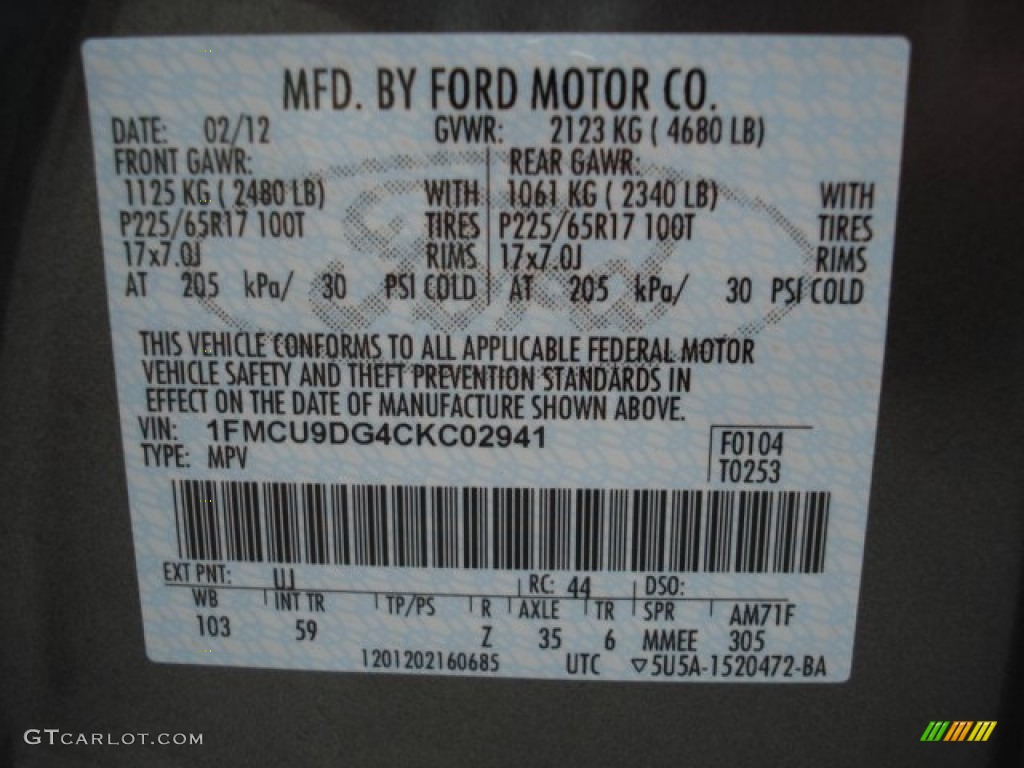 MFD. BY FORD MOTOR CO.
DATE: 02/12 GVWR: 2123 KG ( 4680 LB)
FRONT GAWR: REAR GAWR:
1125 KG ( 2480 LB) WITH 1061 KG ( 2340 LB) WITH
P225/65R17 100T TIRES P225/65R17 100T TIRES
17x7.0J RIMS 17x7.0J RIMS
AT 205 kPa/ 30 PSI COLD AT 205 kPa/ 30 PSI COLD
Ford
THIS VEHICLE CONFORMS TO ALL APPLICABLE FEDERAL MOTOR
VEHICLE SAFETY AND THEFT PREVENTION STANDARDS IN
EFFECT ON THE DATE OF MANUFACTURE SHOWN ABOVE.
VIN: 1FMCU9DG4CKC02941
TYPE: MPV
F0104
T0253
EXT PNT: UJ RC: 44 DSO:
WB INT TR TP/PS R AXLE TR SPR AM71F
103 59 Z 35 6 MMEE 305
1201202160685 UTC ▽5U5A-1520472-BA
GTCARLOT.COM